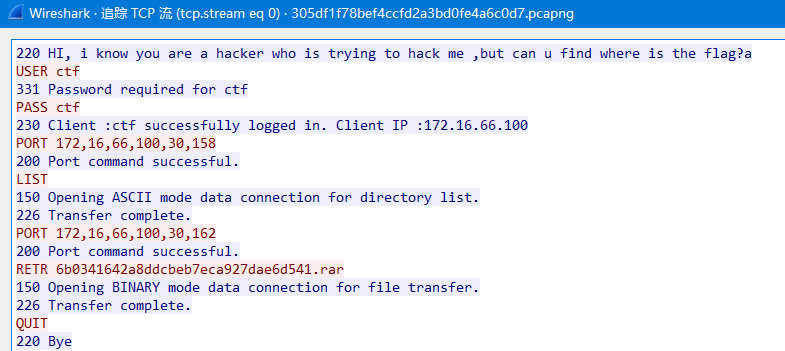 Wireshark · 追踪 TCP 流 (tcp.stream eq 0) · 305df1f78bef4ccfd2a3bd0fe4a6c0d7.pcapng
220 HI, i know you are a hacker who is trying to hack me ,but can u find where is the flag?a
USER ctf
331 Password required for ctf
PASS ctf
230 Client :ctf successfully logged in. Client IP :172.16.66.100
PORT 172,16,66,100,30,158
200 Port command successful.
LIST
150 Opening ASCII mode data connection for directory list.
226 Transfer complete.
PORT 172,16,66,100,30,162
200 Port command successful.
RETR 6b0341642a8ddcbeb7eca927dae6d541.rar
150 Opening BINARY mode data connection for file transfer.
226 Transfer complete.
QUIT
220 Bye